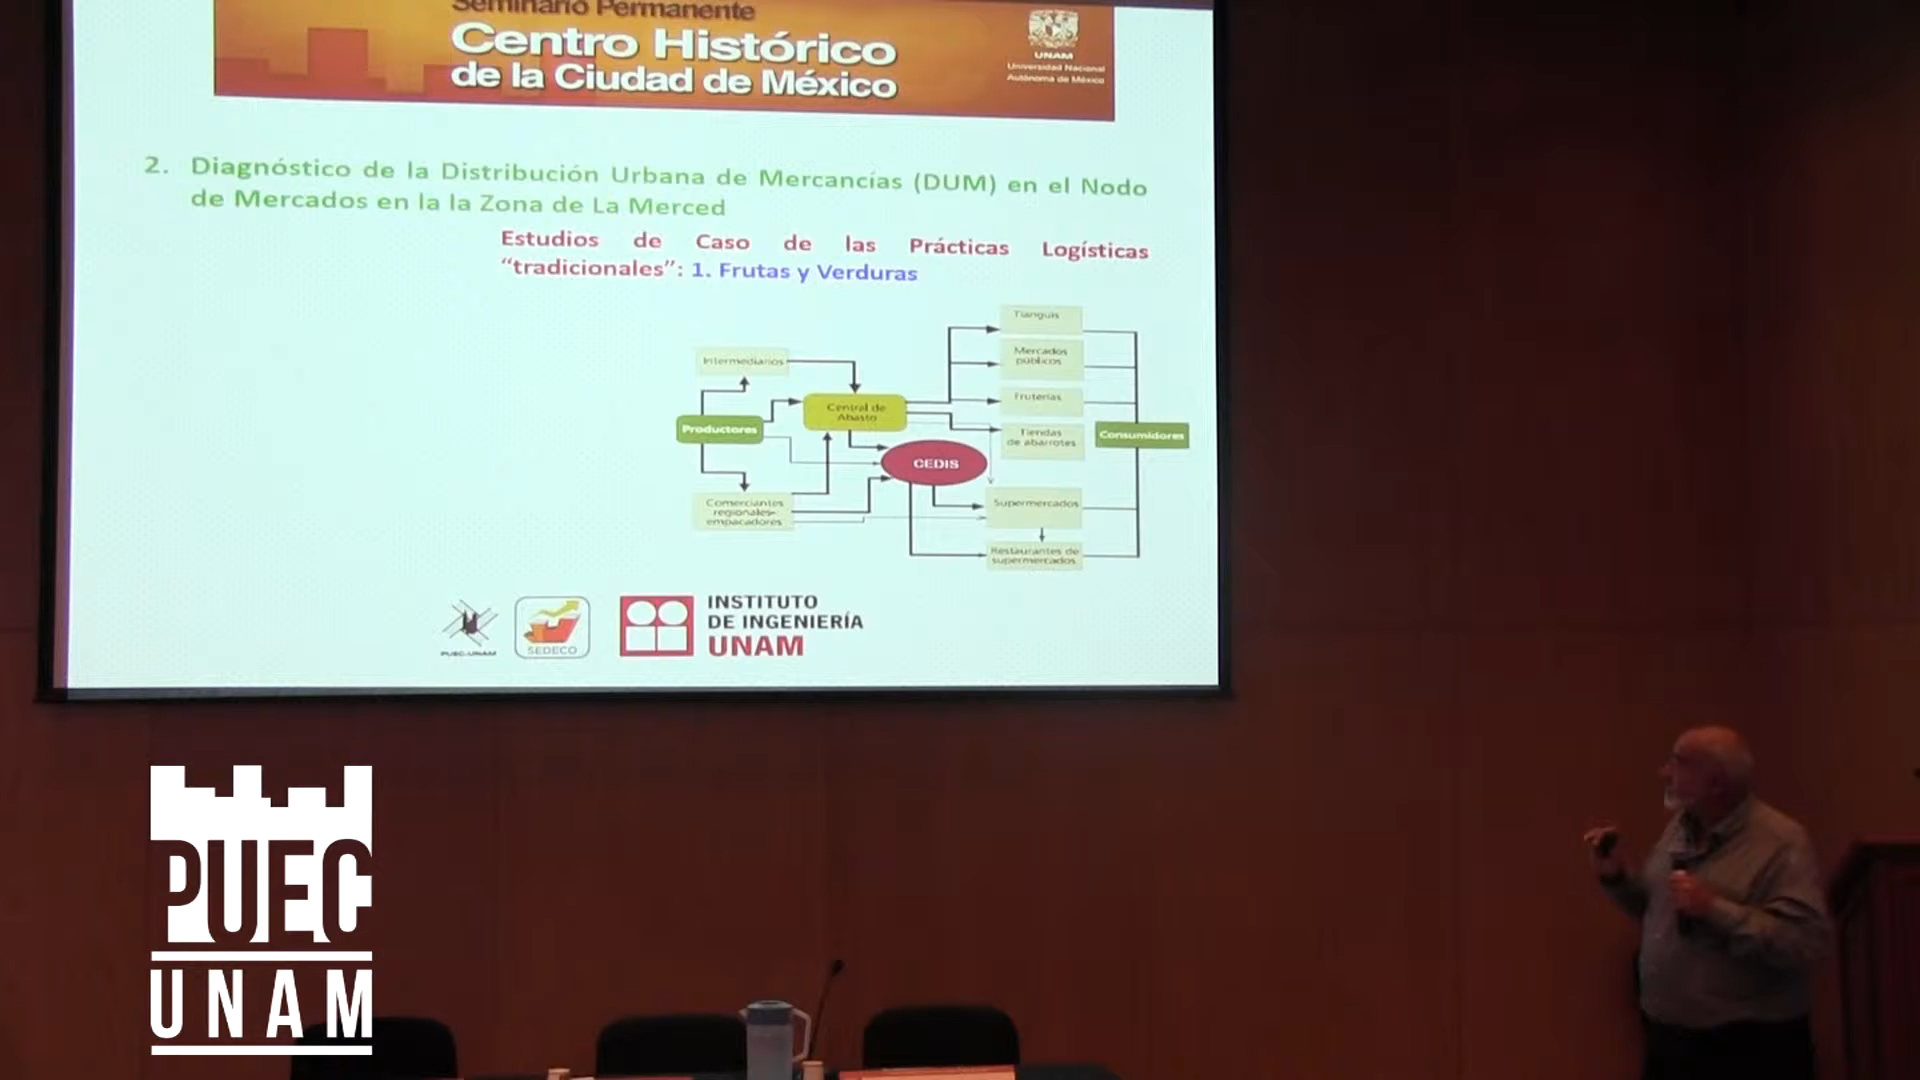 Seminario Permanente
Centro Histórico
de la Ciudad de México
UNAM
Universidad Nacional
Autónoma de México
2. Diagnóstico de la Distribución Urbana de Mercancías (DUM) en el Nodo
de Mercados en la la Zona de La Merced
Estudios de Caso de las Prácticas Logísticas
“tradicionales”: 1. Frutas y Verduras
Intermediarios
Productores
Comerciantes
regionales-
empacadores
Central de
Abasto
CEDIS
Tianguis
Mercados
públicos
Fruterías
Tiendas
de abarrotes
Supermercados
Restaurantes de
supermercados
Consumidores
PUEC-UNAM
SEDECO
INSTITUTO
DE INGENIERÍA
UNAM
PUEC
UNAM